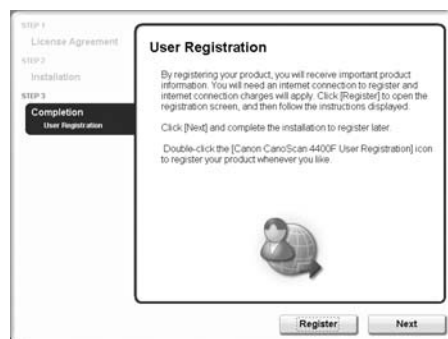 STEP 1
License Agreement
STEP 2
Installation
STEP 3
Completion
User Registration
User Registration
By registering your product, you will receive important product
information. You will need an internet connection to register and
internet connection charges will apply. Click [Register] to open the
registration screen, and then follow the instructions displayed.
Click [Next] and complete the installation to register later.
Double-click the [Canon CanoScan 4400F User Registration] icon
to register your product whenever you like.
Register
Next